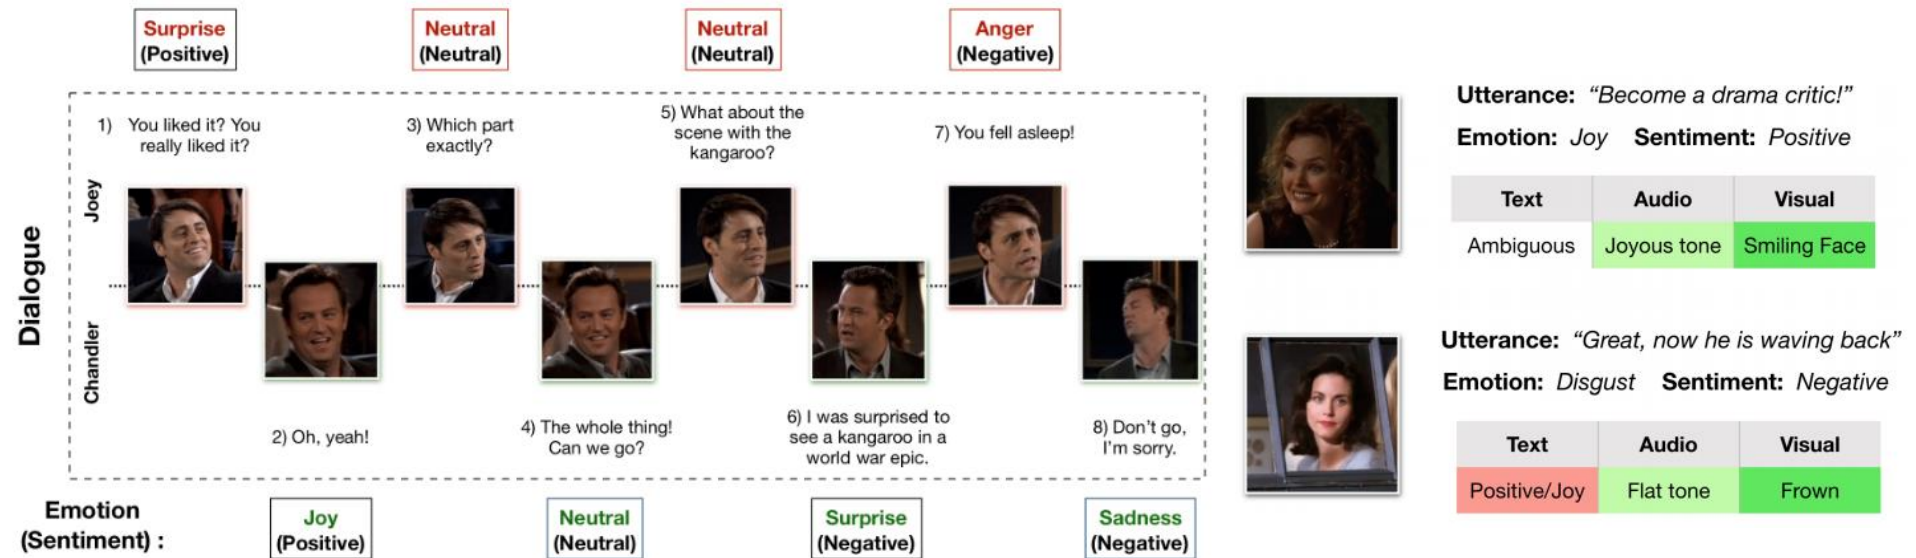 Surprise
(Positive)
Neutral
(Neutral)
Neutral
(Neutral)
Anger
(Negative)
Dialogue
Joey
Chandler
1) You liked it? You
really liked it?
3) Which part
exactly?
5) What about the
scene with the
kangaroo?
7) You fell asleep!
2) Oh, yeah!
4) The whole thing!
Can we go?
6) I was surprised to
see a kangaroo in a
world war epic.
8) Don't go,
I'm sorry.
Emotion
(Sentiment) :
Joy
(Positive)
Neutral
(Neutral)
Surprise
(Negative)
Sadness
(Negative)
Utterance: “Become a drama critic!”
Emotion: Joy Sentiment: Positive
Text Audio Visual
Ambiguous Joyous tone Smiling Face
Utterance: “Great, now he is waving back”
Emotion: Disgust Sentiment: Negative
Text Audio Visual
Positive/Joy Flat tone Frown